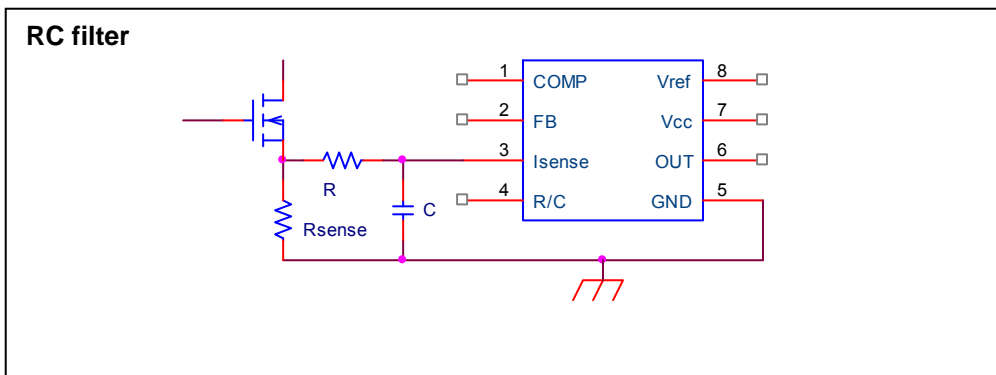 RC filter
1 COMP Vref 8
2 FB Vcc 7
3 Isense OUT 6
4 R/C GND 5
R
C
Rsense